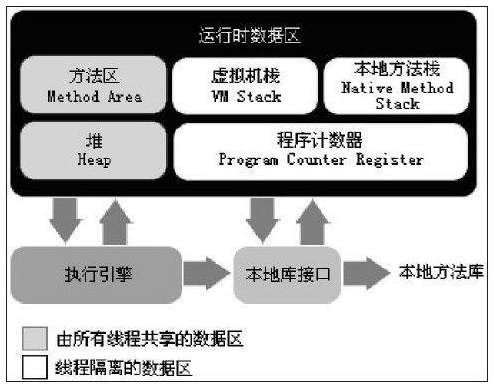 运行时数据区
方法区
Method Area
虚拟机栈
VM Stack
本地方法栈
Native Method
Stack
堆
Heap
程序计数器
Program Counter Register
执行引擎
本地库接口
本地方法库
由所有线程共享的数据区
线程隔离的数据区